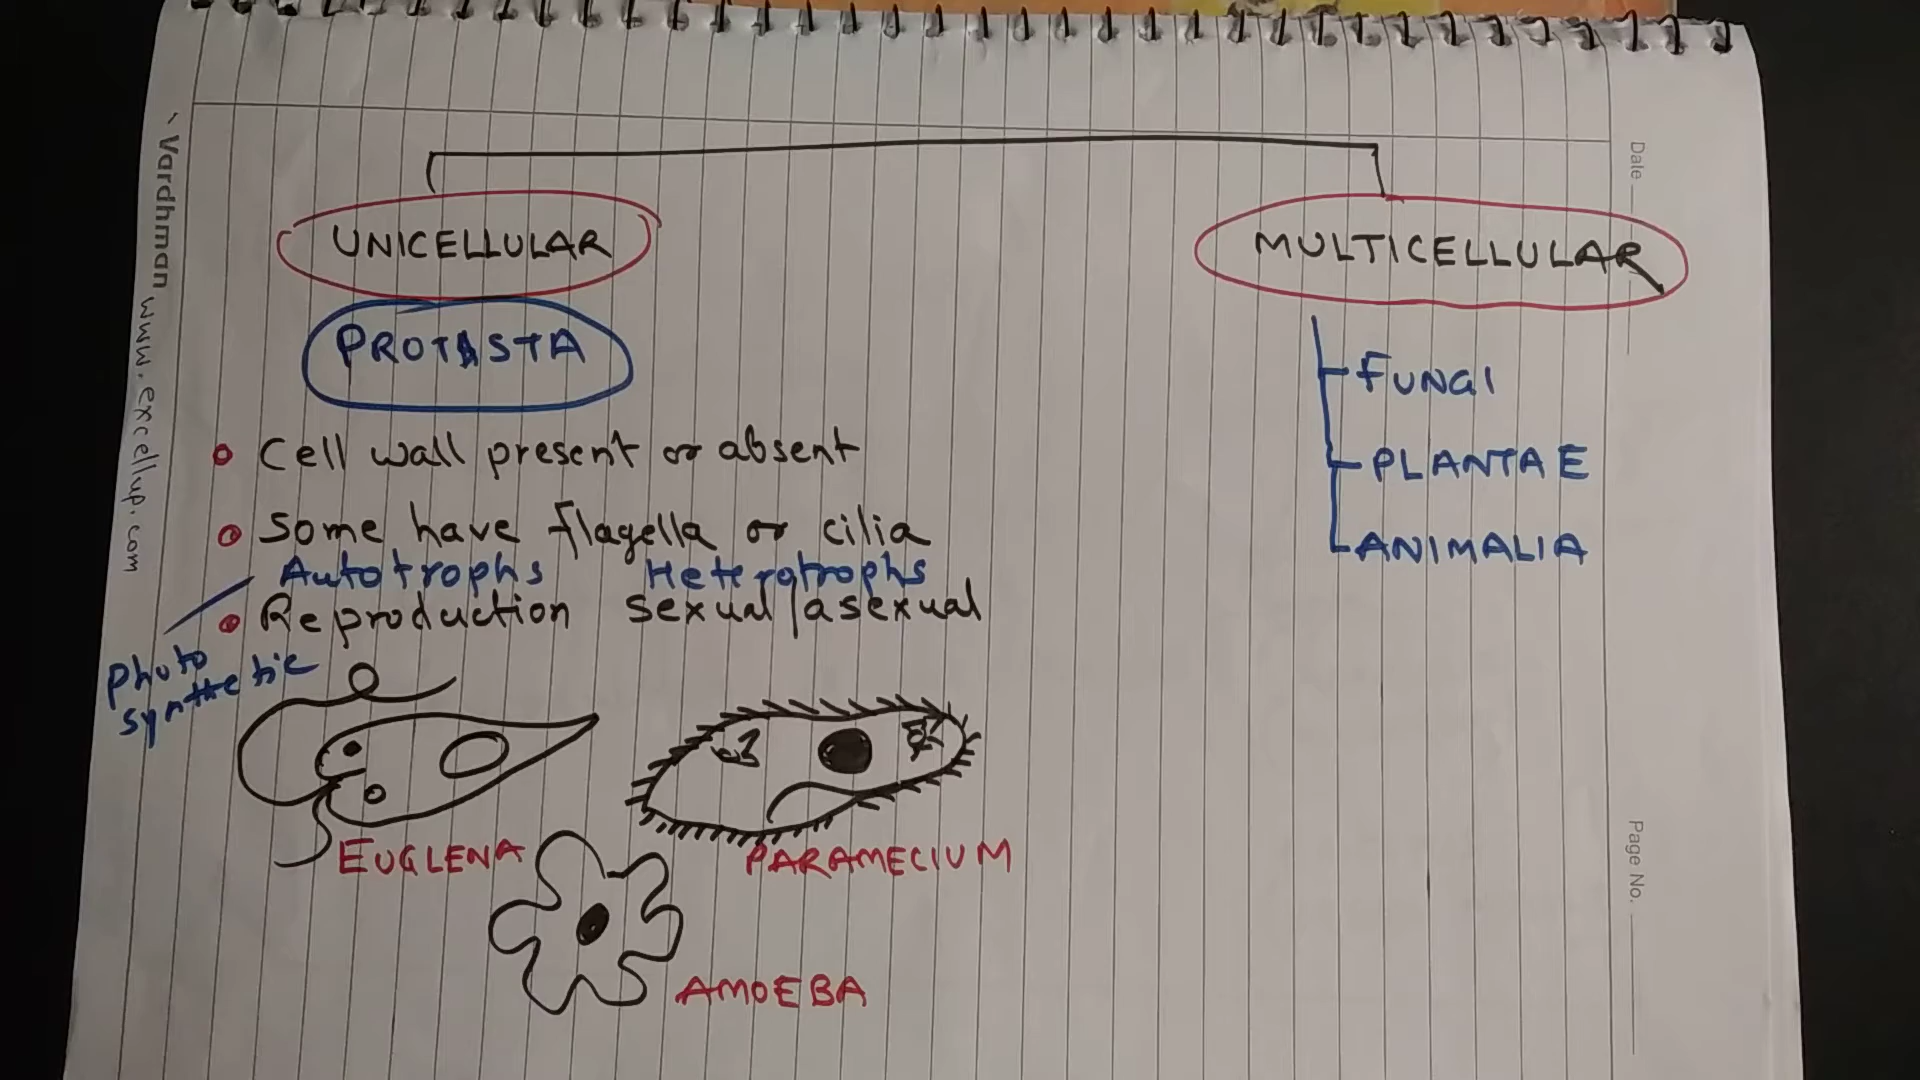 Date
Vardhman www.excellup.com
UNICELLULAR
MULTICELLULAR
PROTISTA
FUNGI
PLANTAE
ANIMALIA
Cell wall present or absent
Some have flagella or cilia
Autotrophs Heterotrophs
Reproduction sexual/asexual
Photo
synthetic
EUGLENA
PARAMECIUM
AMOEBA
Page No.